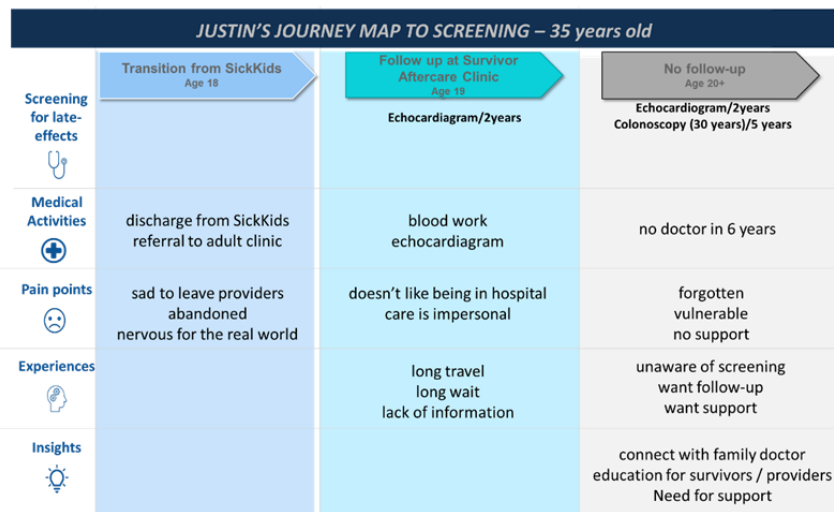 JUSTIN'S JOURNEY MAP TO SCREENING – 35 years old
Transition from SickKids
Age 18
Follow up at Survivor
Aftercare Clinic
Age 19
No follow-up
Age 20+
Screening
for late-
effects
Echocardiagram/2years
Echocardiagram/2years
Colonoscopy (30 years)/5 years
Medical
Activities
discharge from SickKids
referral to adult clinic
blood work
echocardiagram
no doctor in 6 years
Pain points
sad to leave providers
abandoned
nervous for the real world
doesn't like being in hospital
care is impersonal
forgotten
vulnerable
no support
Experiences
long travel
long wait
lack of information
unaware of screening
want follow-up
want support
Insights
connect with family doctor
education for survivors / providers
Need for support